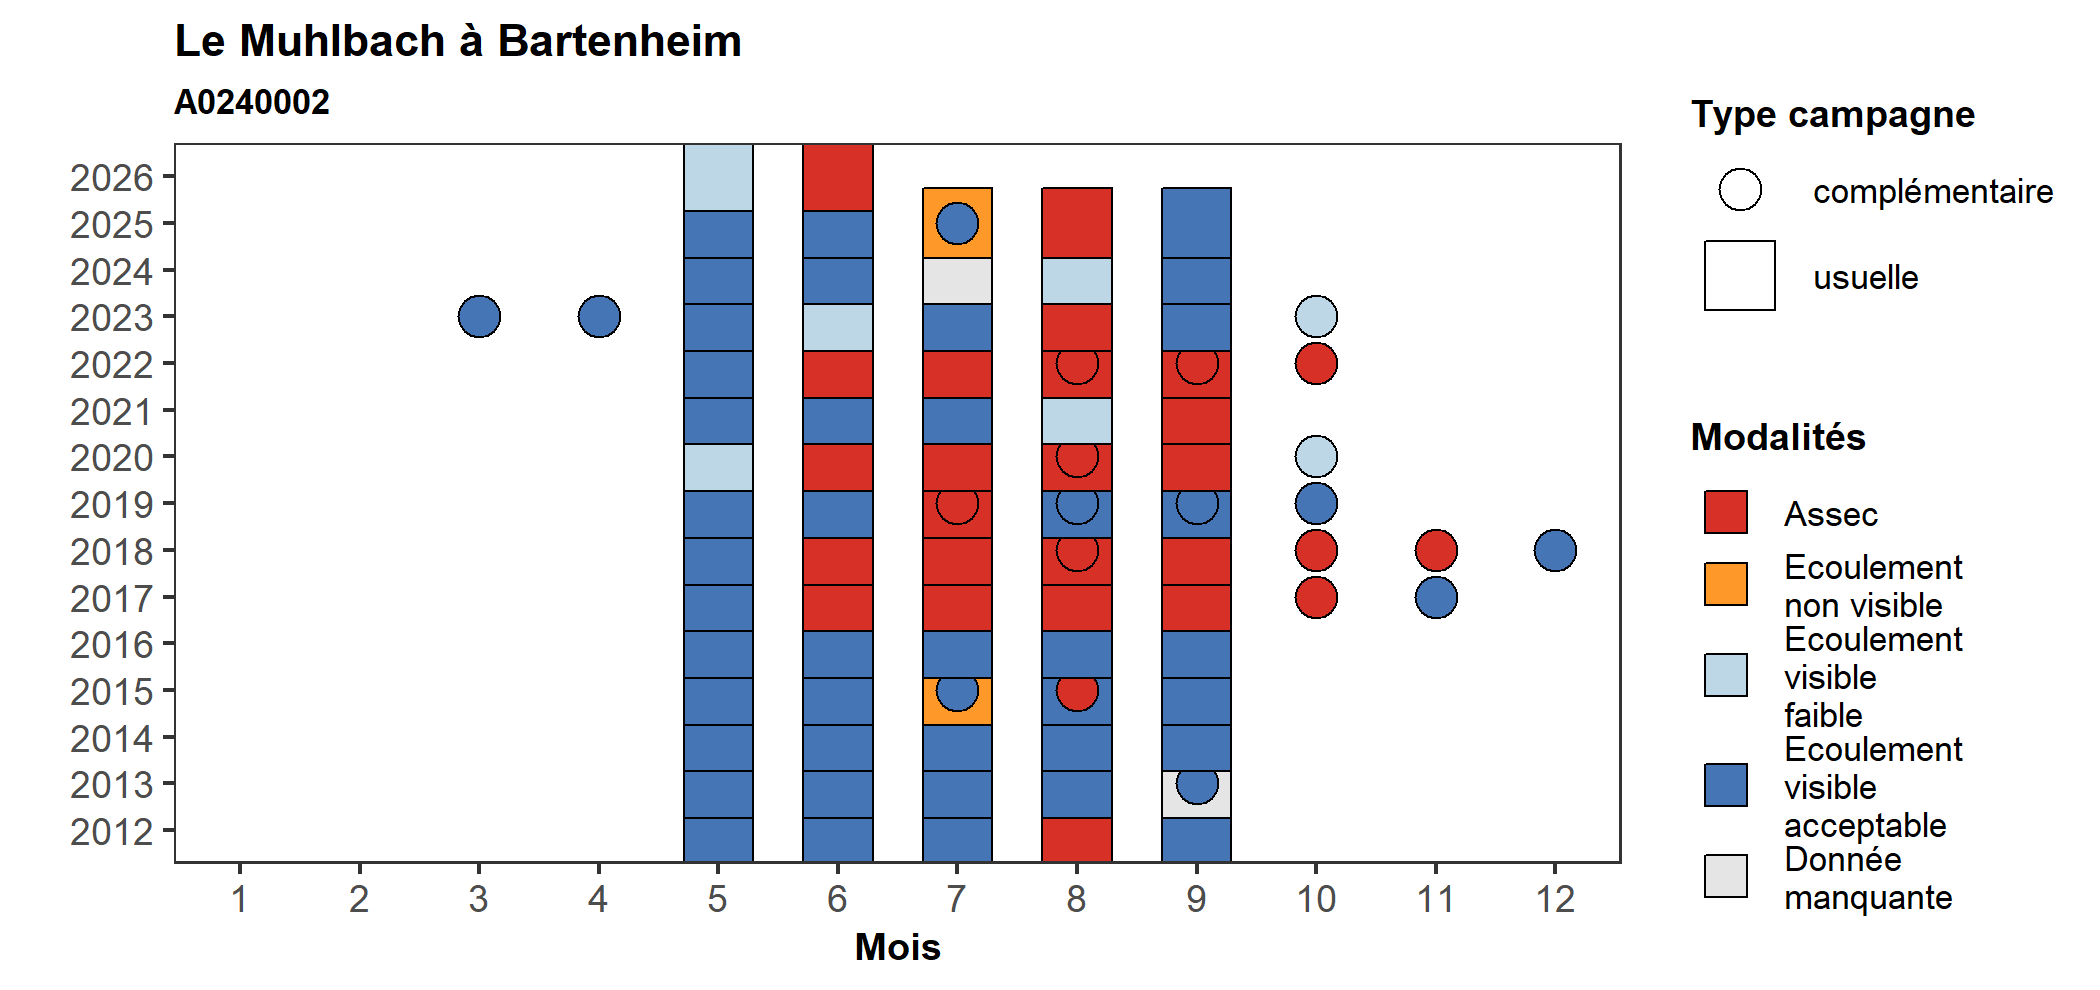 Le Muhlbach à Bartenheim
A0240002
2026
2025
2024
2023
2022
2021
2020
2019
2018
2017
2016
2015
2014
2013
2012
1 2 3 4 5 6 7 8 9 10 11 12
Mois
Type campagne
complémentaire
usuelle
Modalités
Assec
Ecoulement
non visible
Ecoulement
visible
faible
Ecoulement
visible
acceptable
Donnée
manquante